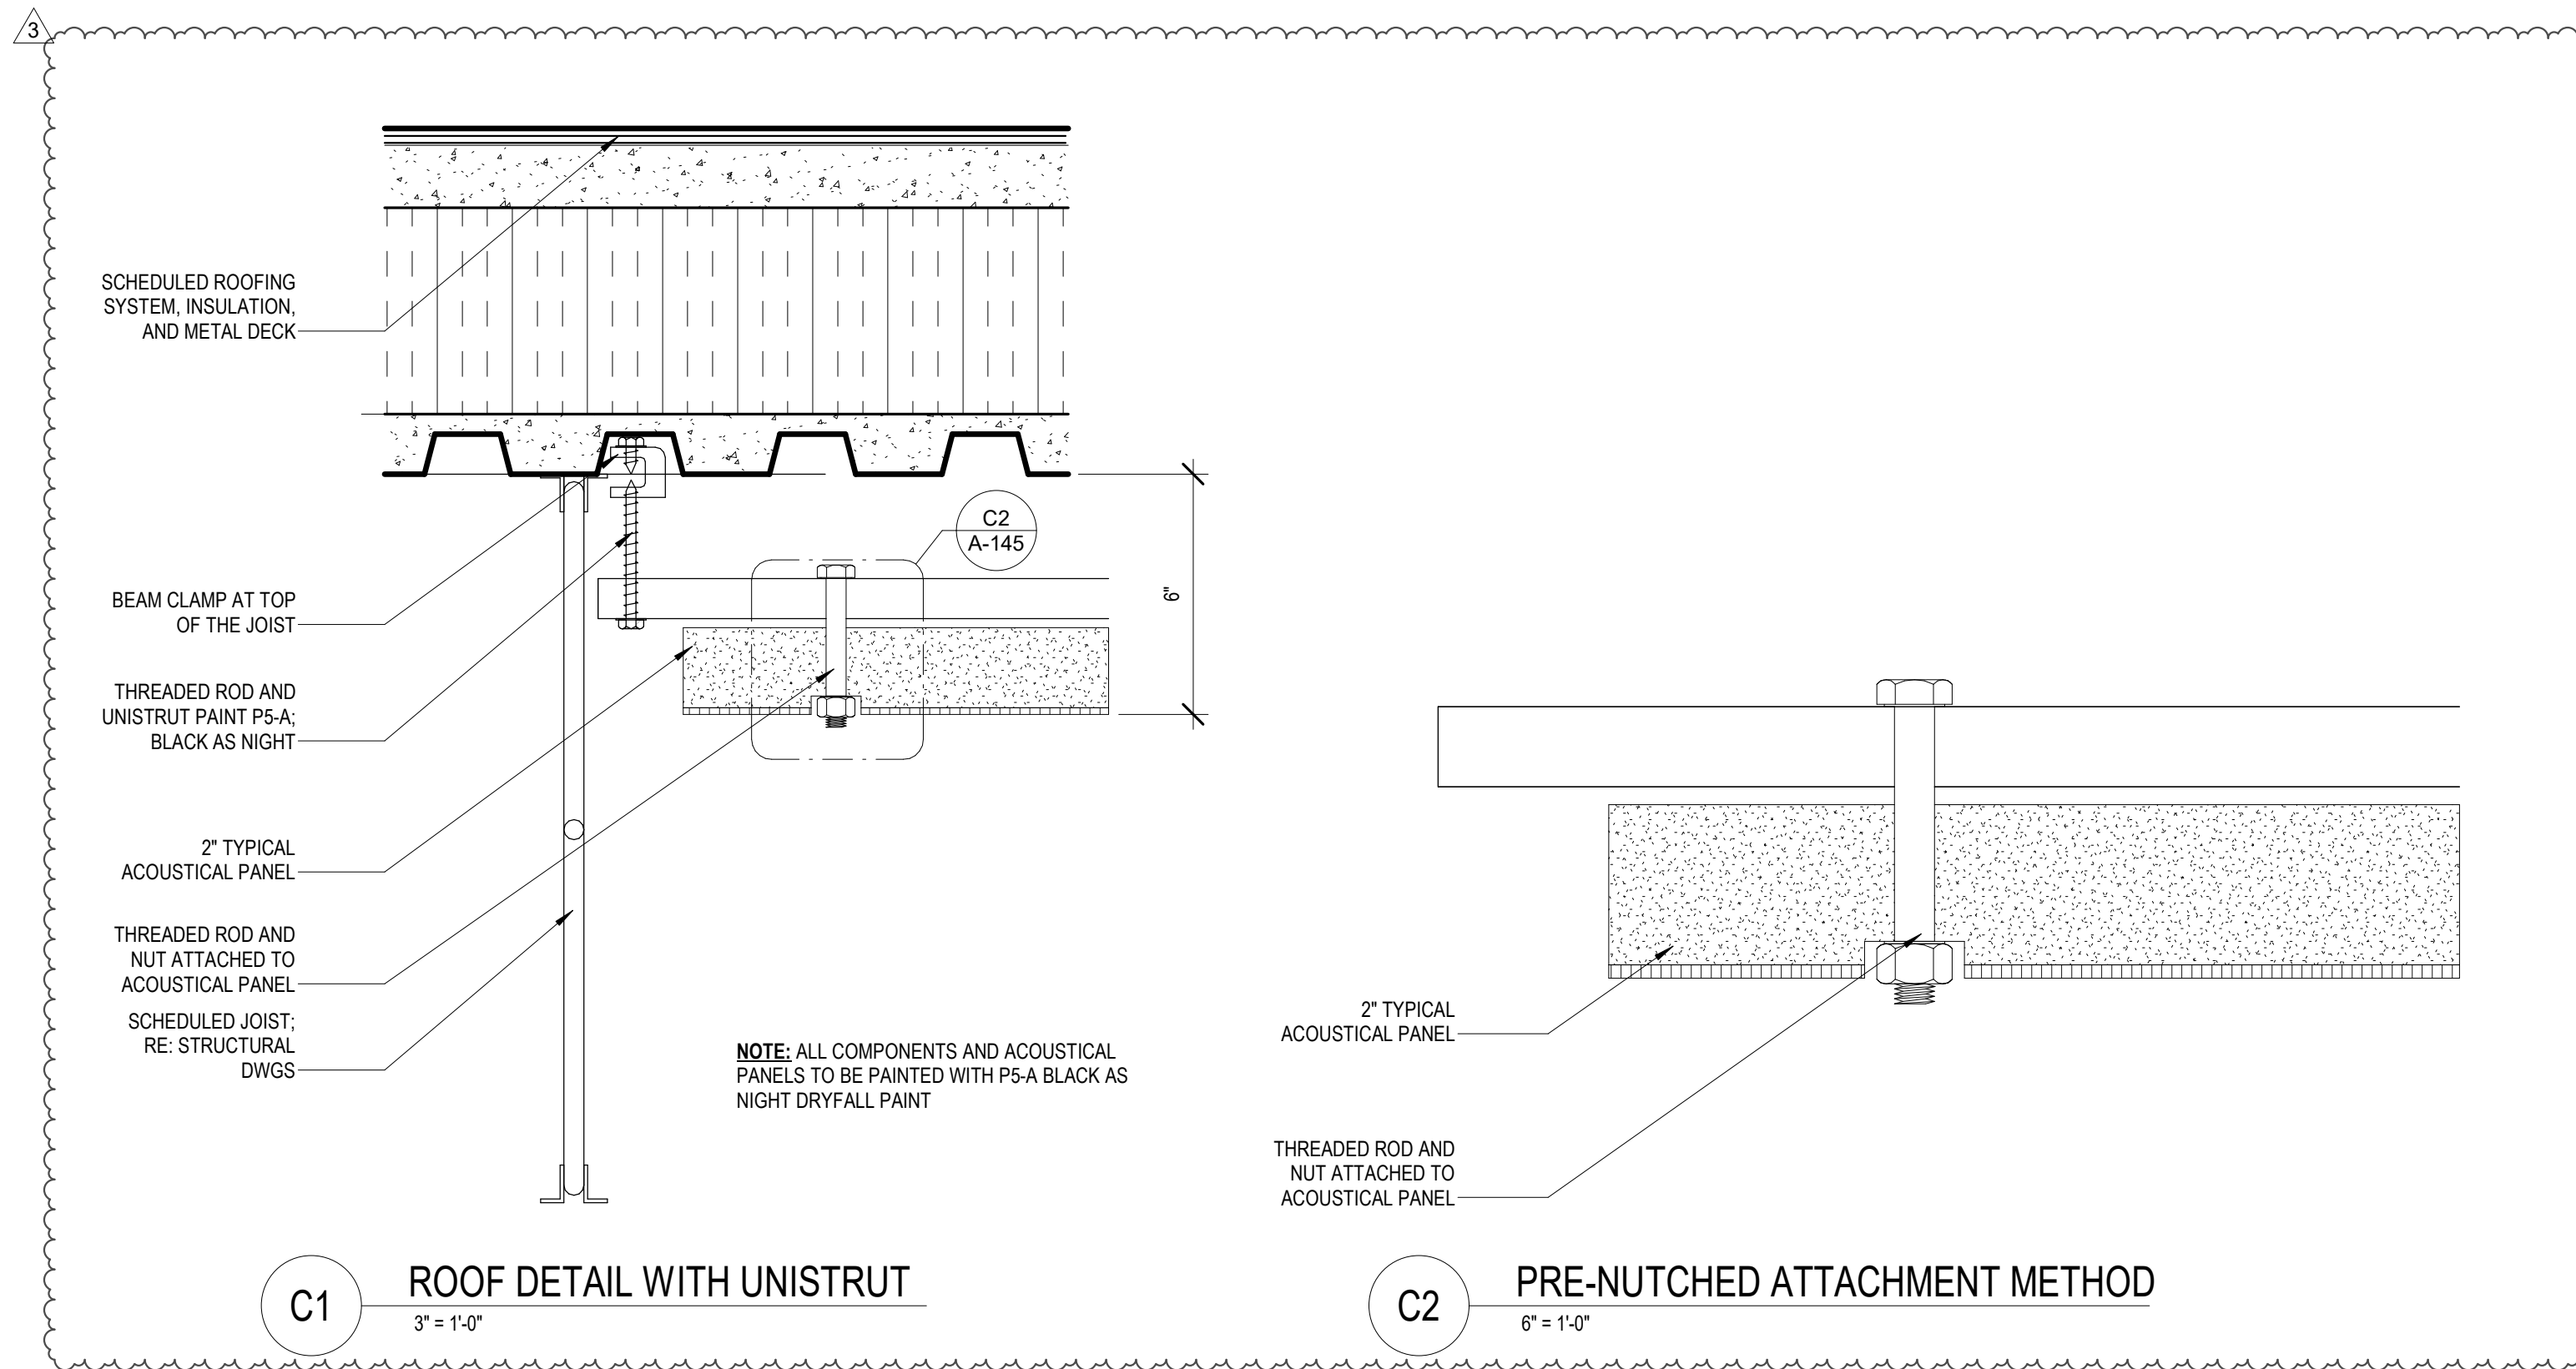 3
SCHEDULED ROOFING
SYSTEM, INSULATION,
AND METAL DECK
BEAM CLAMP AT TOP
OF THE JOIST
THREADED ROD AND
UNISTRUT PAINT P5-A;
BLACK AS NIGHT
2" TYPICAL
ACOUSTICAL PANEL
THREADED ROD AND
NUT ATTACHED TO
ACOUSTICAL PANEL
SCHEDULED JOIST;
RE: STRUCTURAL
DWGS
C2
A-145
6"
NOTE: ALL COMPONENTS AND ACOUSTICAL
PANELS TO BE PAINTED WITH P5-A BLACK AS
NIGHT DRYFALL PAINT
C1
ROOF DETAIL WITH UNISTRUT
3" = 1'-0"
2" TYPICAL
ACOUSTICAL PANEL
THREADED ROD AND
NUT ATTACHED TO
ACOUSTICAL PANEL
C2
PRE-NUTCHED ATTACHMENT METHOD
6" = 1'-0"